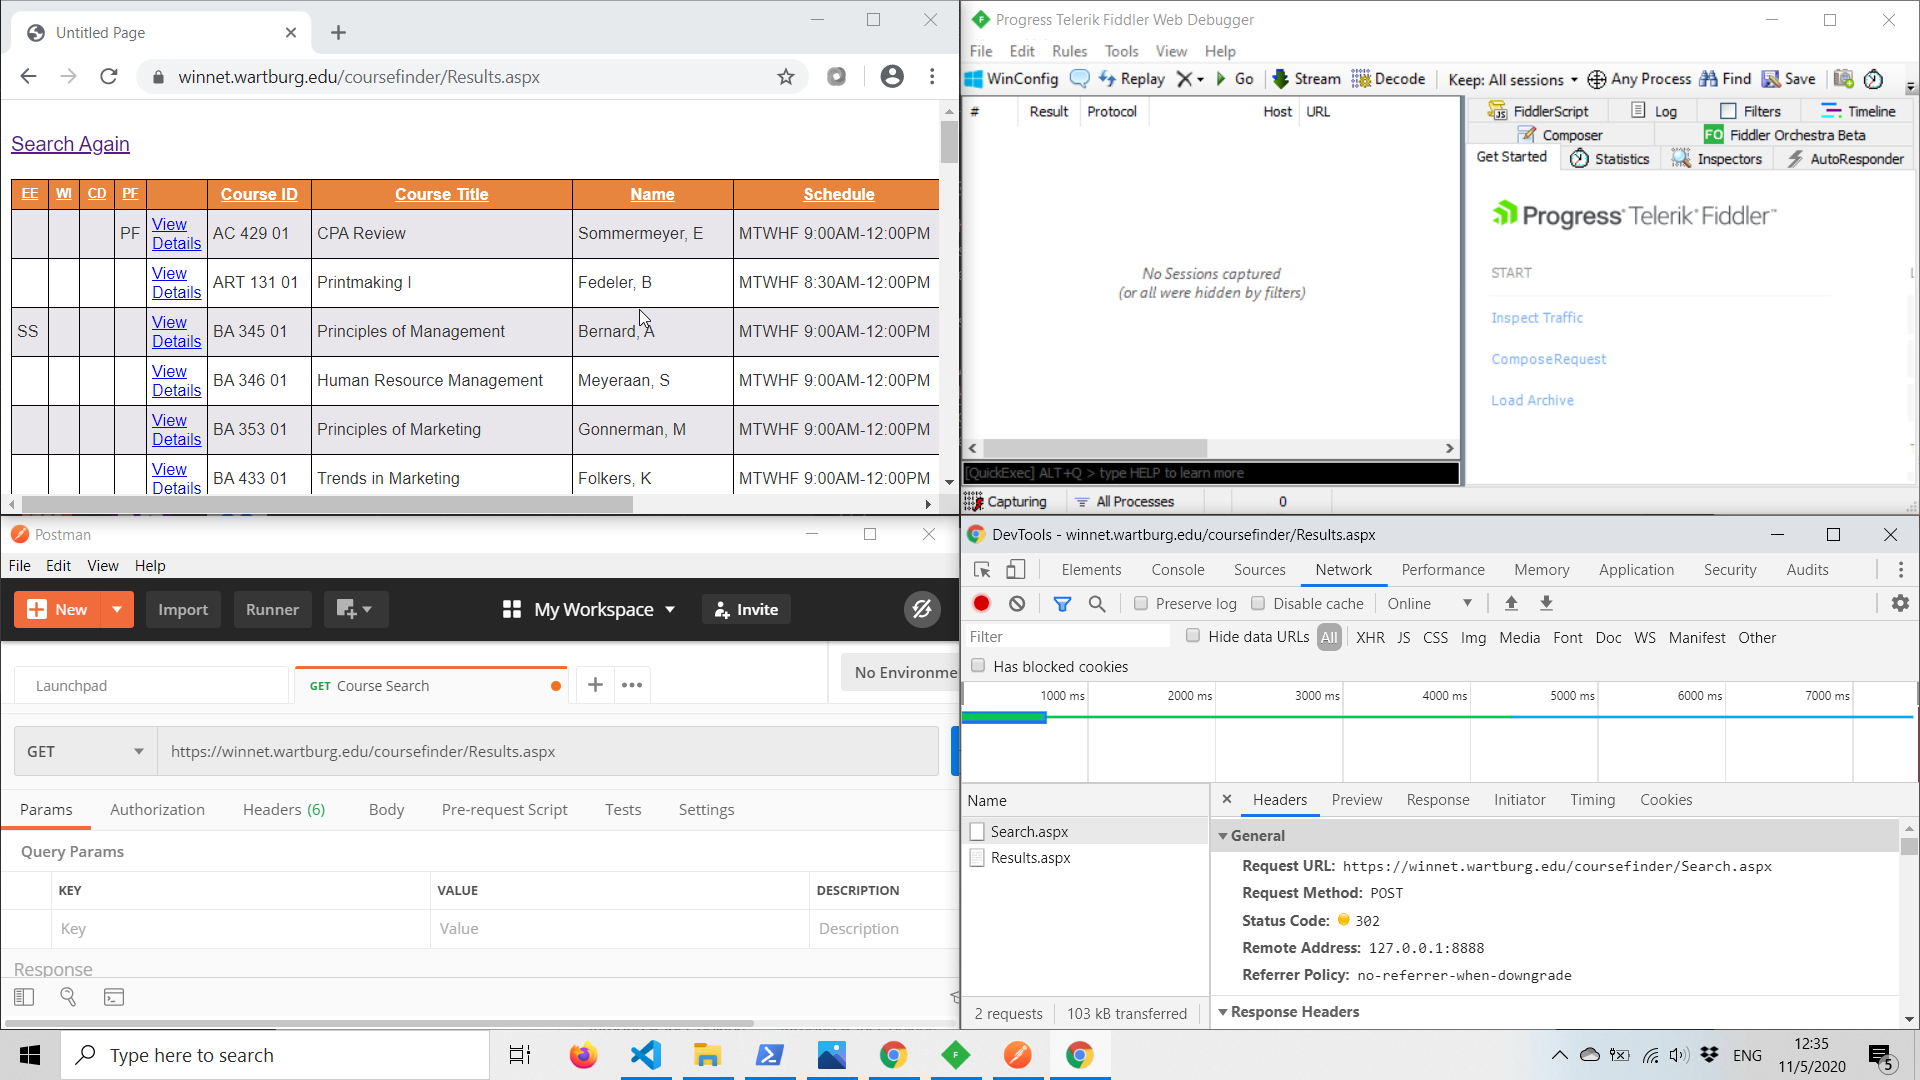 Untitled Page
winnet.wartburg.edu/coursefinder/Results.aspx
Search Again
EE WI CD PF Course ID Course Title Name Schedule
PF View Details AC 429 01 CPA Review Sommermeyer, E MTWHF 9:00AM-12:00PM
View Details ART 131 01 Printmaking I Fedeler, B MTWHF 8:30AM-12:00PM
SS View Details BA 345 01 Principles of Management Bernard, A MTWHF 9:00AM-12:00PM
View Details BA 346 01 Human Resource Management Meyeraan, S MTWHF 9:00AM-12:00PM
View Details BA 353 01 Principles of Marketing Gonnerman, M MTWHF 9:00AM-12:00PM
View Details BA 433 01 Trends in Marketing Folkers, K MTWHF 9:00AM-12:00PM
Progress Telerik Fiddler Web Debugger
File Edit Rules Tools View Help
WinConfig Replay Go Stream Decode Keep: All sessions Any Process Find Save
# Result Protocol Host URL
No Sessions captured
(or all were hidden by filters)
[QuickExec] ALT+Q > type HELP to learn more
Capturing All Processes 0
FiddlerScript Log Filters Timeline
Composer FO Fiddler Orchestra Beta
Get Started Statistics Inspectors AutoResponder
Progress Telerik Fiddler
START
Inspect Traffic
ComposeRequest
Load Archive
Postman
File Edit View Help
New Import Runner My Workspace Invite
Launchpad GET Course Search No Environme
GET https://winnet.wartburg.edu/coursefinder/Results.aspx
Params Authorization Headers (6) Body Pre-request Script Tests Settings
Query Params
KEY VALUE DESCRIPTION
Key Value Description
Response
DevTools - winnet.wartburg.edu/coursefinder/Results.aspx
Elements Console Sources Network Performance Memory Application Security Audits
Preserve log Disable cache Online
Filter Hide data URLs All XHR JS CSS Img Media Font Doc WS Manifest Other
Has blocked cookies
1000 ms 2000 ms 3000 ms 4000 ms 5000 ms 6000 ms 7000 ms
Name
Search.aspx
Results.aspx
2 requests 103 kB transferred
Headers Preview Response Initiator Timing Cookies
General
Request URL: https://winnet.wartburg.edu/coursefinder/Search.aspx
Request Method: POST
Status Code: 302
Remote Address: 127.0.0.1:8888
Referrer Policy: no-referrer-when-downgrade
Response Headers
Type here to search
ENG
12:35
11/5/2020
5